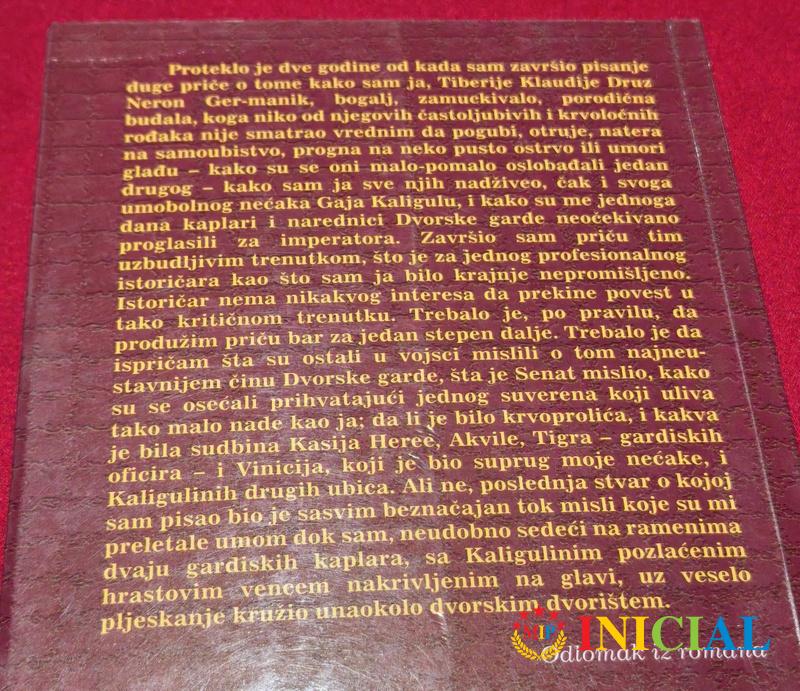 Proteklo je dve godine od kada sam završio pisanje
duge priče o tome kako sam ja, Tiberije Klaudije Druz
Neron Ger-manik, bogalj, zamuckivalo, porodična
budala, koga niko od njegovih častoljubivih i krvoločnih
rođaka nije smatrao vrednim da pogubi, otruje, natera
na samoubistvo, progna na neko pusto ostrvo ili umori
glađu – kako su se oni malo-pomalo oslobađali jedan
drugog – kako sam ja sve njih nadživeo, čak i svoga
umobolnog nećaka Gaja Kaligulu, i kako su me jednoga
dana kaplari i narednici Dvorske garde neočekivano
proglasili za imperatora. Završio sam priču tim
uzbudljivim trenutkom, što je za jednog profesionalnog
istoričara kao što sam ja bilo krajnje nepromišljeno.
Istoričar nema nikakvog interesa da prekine povest u
tako kritičnom trenutku. Trebalo je, po pravilu, da
produžim priču bar za jedan stepen dalje. Trebalo je da
ispričam šta su ostali u vojsci mislili o tom najneu-
stavnijem činu Dvorske garde, šta je Senat mislio, kako
su se osećali prihvatajući jednog suverena koji uliva
tako malo nade kao ja; da li je bilo krvoprolića, i kakva
je bila sudbina Kasija Heree, Akvile, Tigra – gardiskih
oficira – i Vinicija, koji je bio suprug moje nećake, i
Kaligulinih drugih ubica. Ali ne, poslednja stvar o kojoj
sam pisao bio je sasvim beznačajan tok misli koje su mi
preletale umom dok sam, neudobno sedeći na ramenima
dvaju gardiskih kaplara, sa Kaligulinim pozlaćenim
hrastovim vencem nakrivljenim na glavi, uz veselo
pljeskanje kružio unaokolo dvorskim dvorištem.
MIP INICIAL
Odlomak iz romana